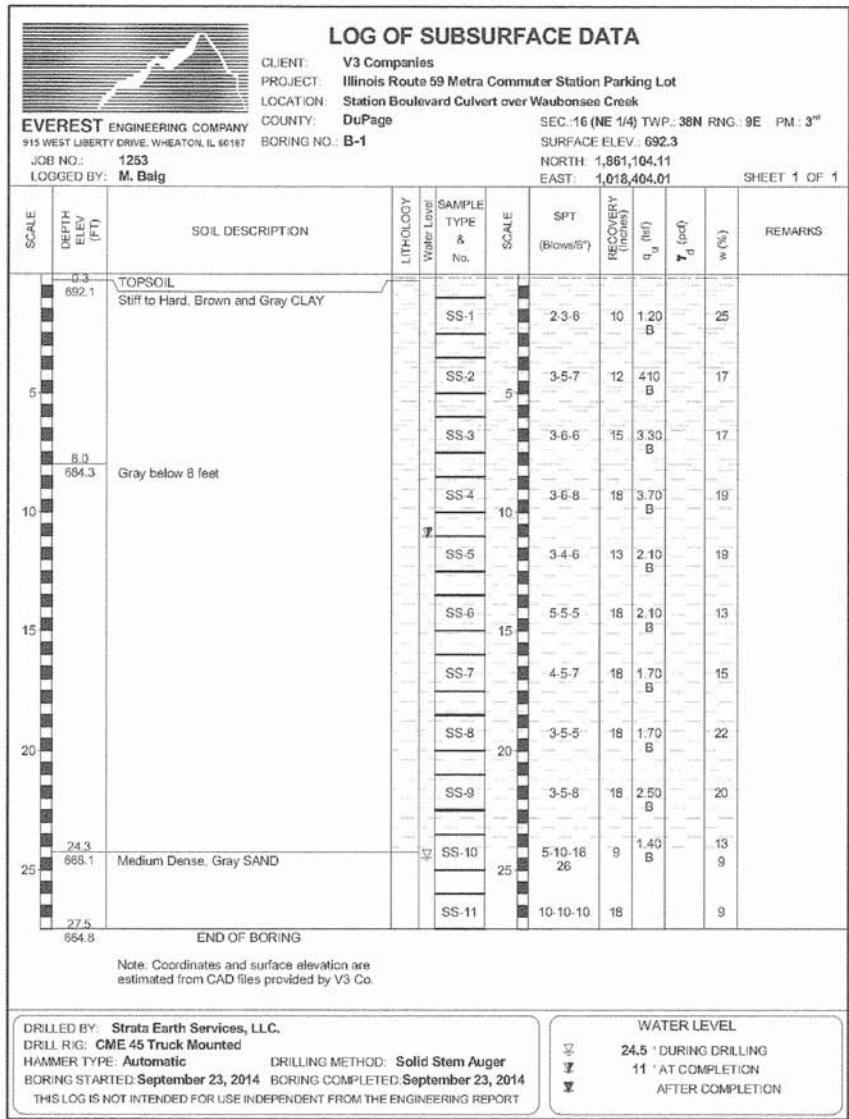 LOG OF SUBSURFACE DATA
CLIENT: V3 Companies
PROJECT: Illinois Route 59 Metra Commuter Station Parking Lot
LOCATION: Station Boulevard Culvert over Waubonsee Creek
EVEREST ENGINEERING COMPANY
915 WEST LIBERTY DRIVE, WHEATON, IL 60187
COUNTY: DuPage SEC.:16 (NE 1/4) TWP.: 38N RNG.: 9E PM.: 3rd
BORING NO.: B-1 SURFACE ELEV.: 692.3
JOB NO.: 1253 NORTH: 1,861,104.11
LOGGED BY: M. Baig EAST: 1,018,404.01 SHEET 1 OF 1
SCALE DEPTH ELEV (FT) SOIL DESCRIPTION LITHOLOGY Water Level SAMPLE TYPE & No. SCALE SPT (Blows/6") RECOVERY (inches) qu (tsf) γd (pcf) w (%) REMARKS
0.3 TOPSOIL
692.1 Stiff to Hard, Brown and Gray CLAY
SS-1 2-3-6 10 1.20 B 25
SS-2 3-5-7 12 410 B 17
5 5
SS-3 3-6-6 15 3.30 B 17
8.0
684.3 Gray below 8 feet
SS-4 3-6-8 18 3.70 B 19
10 10
SS-5 3-4-6 13 2.10 B 19
SS-6 5-5-5 18 2.10 B 13
15 15
SS-7 4-5-7 18 1.70 B 15
SS-8 3-5-5 18 1.70 B 22
20 20
SS-9 3-5-8 18 2.50 B 20
24.3
668.1 Medium Dense, Gray SAND
SS-10 5-10-16 26 9 1.40 B 13 9
25 25
SS-11 10-10-10 18 9
27.5
664.8 END OF BORING
Note: Coordinates and surface elevation are
estimated from CAD files provided by V3 Co.
DRILLED BY: Strata Earth Services, LLC.
DRILL RIG: CME 45 Truck Mounted
HAMMER TYPE: Automatic DRILLING METHOD: Solid Stem Auger
BORING STARTED: September 23, 2014 BORING COMPLETED: September 23, 2014
THIS LOG IS NOT INTENDED FOR USE INDEPENDENT FROM THE ENGINEERING REPORT
WATER LEVEL
24.5 ' DURING DRILLING
11 ' AT COMPLETION
AFTER COMPLETION